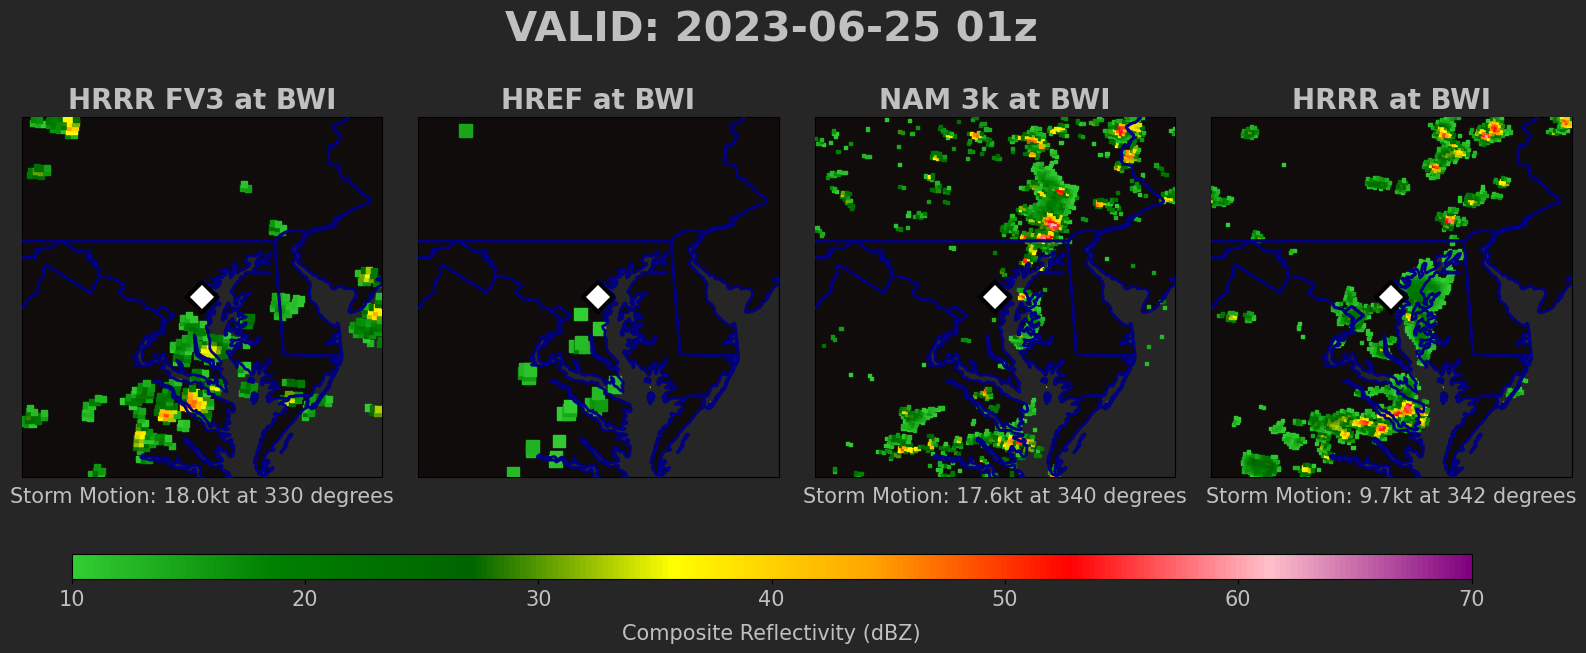 VALID: 2023-06-25 01z
HRRR FV3 at BWI
HREF at BWI
NAM 3k at BWI
HRRR at BWI
Storm Motion: 18.0kt at 330 degrees
Storm Motion: 17.6kt at 340 degrees
Storm Motion: 9.7kt at 342 degrees
10 20 30 40 50 60 70
Composite Reflectivity (dBZ)